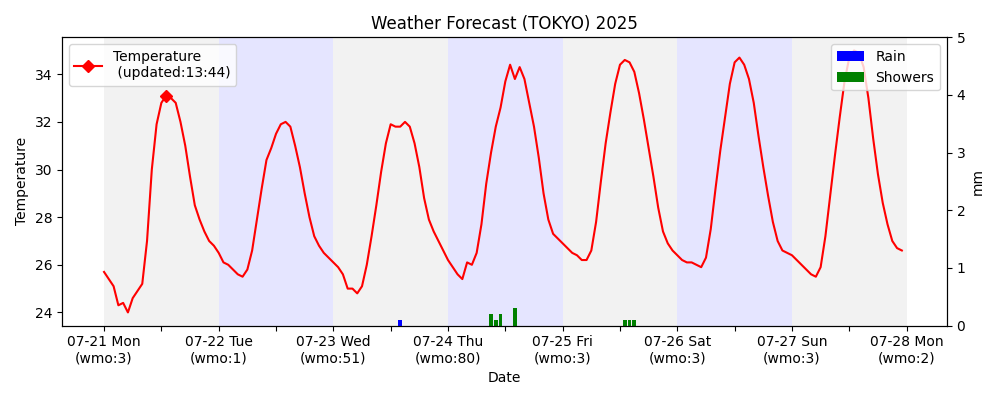 Weather Forecast (TOKYO) 2025
Temperature
(updated:13:44)
Rain
Showers
Temperature
34
32
30
28
26
24
5
4
3
2
1
0
mm
07-21 Mon
(wmo:3)
07-22 Tue
(wmo:1)
07-23 Wed
(wmo:51)
07-24 Thu
(wmo:80)
07-25 Fri
(wmo:3)
07-26 Sat
(wmo:3)
07-27 Sun
(wmo:3)
07-28 Mon
(wmo:2)
Date